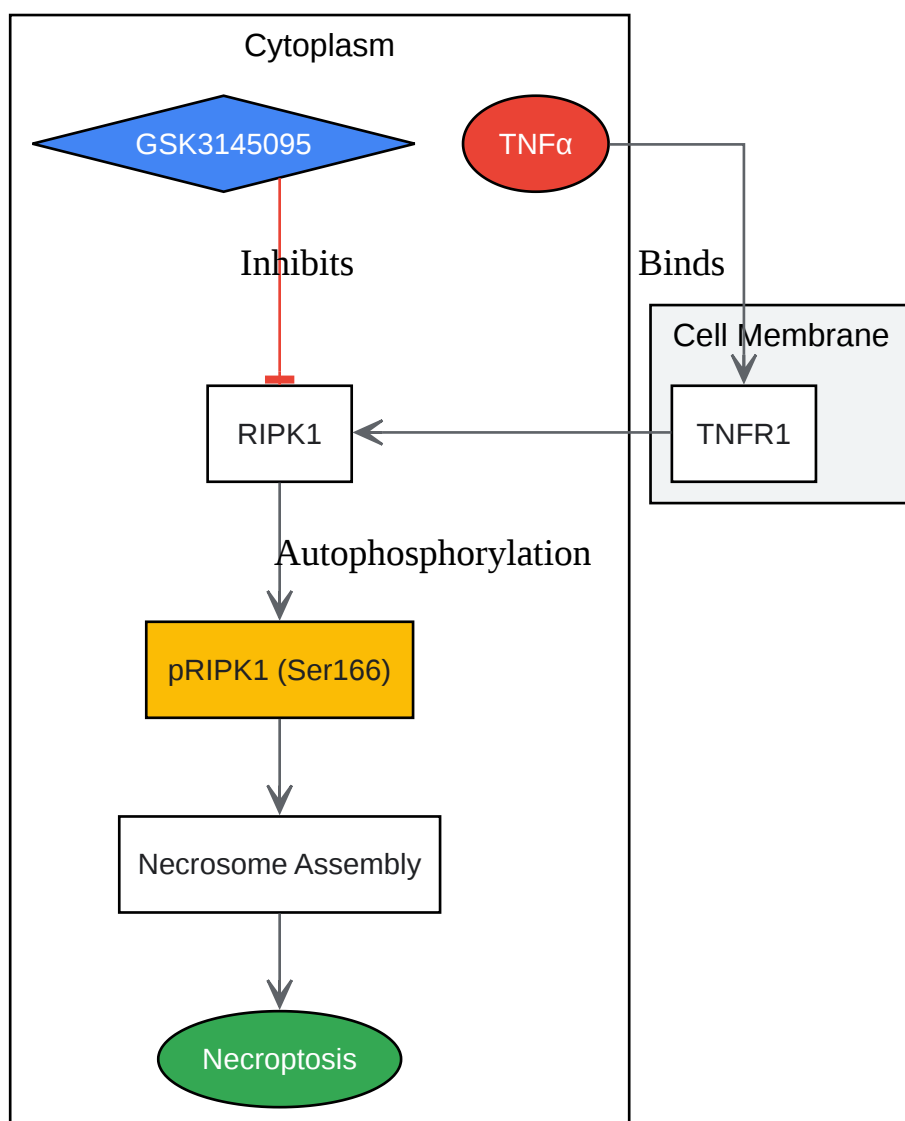 Cytoplasm
GSK3145095
TNFα
Inhibits
Binds
Cell Membrane
RIPK1
TNFR1
Autophosphorylation
pRIPK1 (Ser166)
Necrosome Assembly
Necroptosis